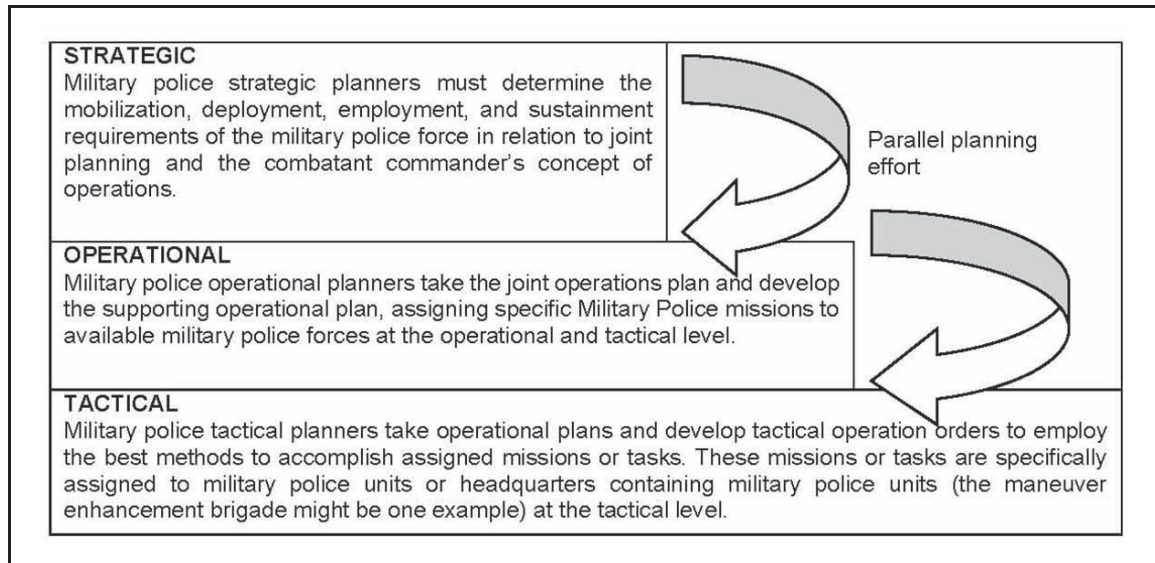 STRATEGIC
Military police strategic planners must determine the
mobilization, deployment, employment, and sustainment
requirements of the military police force in relation to joint
planning and the combatant commander's concept of
operations.
Parallel planning
effort
OPERATIONAL
Military police operational planners take the joint operations plan and develop
the supporting operational plan, assigning specific Military Police missions to
available military police forces at the operational and tactical level.
TACTICAL
Military police tactical planners take operational plans and develop tactical operation orders to employ
the best methods to accomplish assigned missions or tasks. These missions or tasks are specifically
assigned to military police units or headquarters containing military police units (the maneuver
enhancement brigade might be one example) at the tactical level.